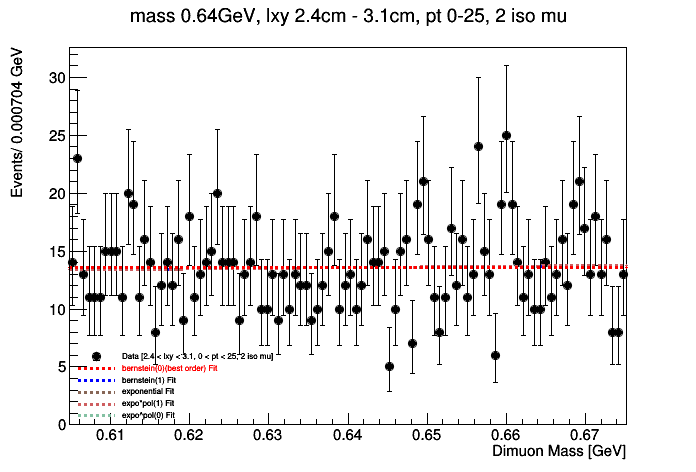 mass 0.64GeV, lxy 2.4cm - 3.1cm, pt 0-25, 2 iso mu
Events/ 0.000704 GeV
30
25
20
15
10
5
0
Data [2.4 < lxy < 3.1, 0 < pt < 25, 2 iso mu]
bernstein(0)(best order) Fit
bernstein(1) Fit
exponential Fit
expo*pol(1) Fit
expo*pol(0) Fit
0.61 0.62 0.63 0.64 0.65 0.66 0.67
Dimuon Mass [GeV]